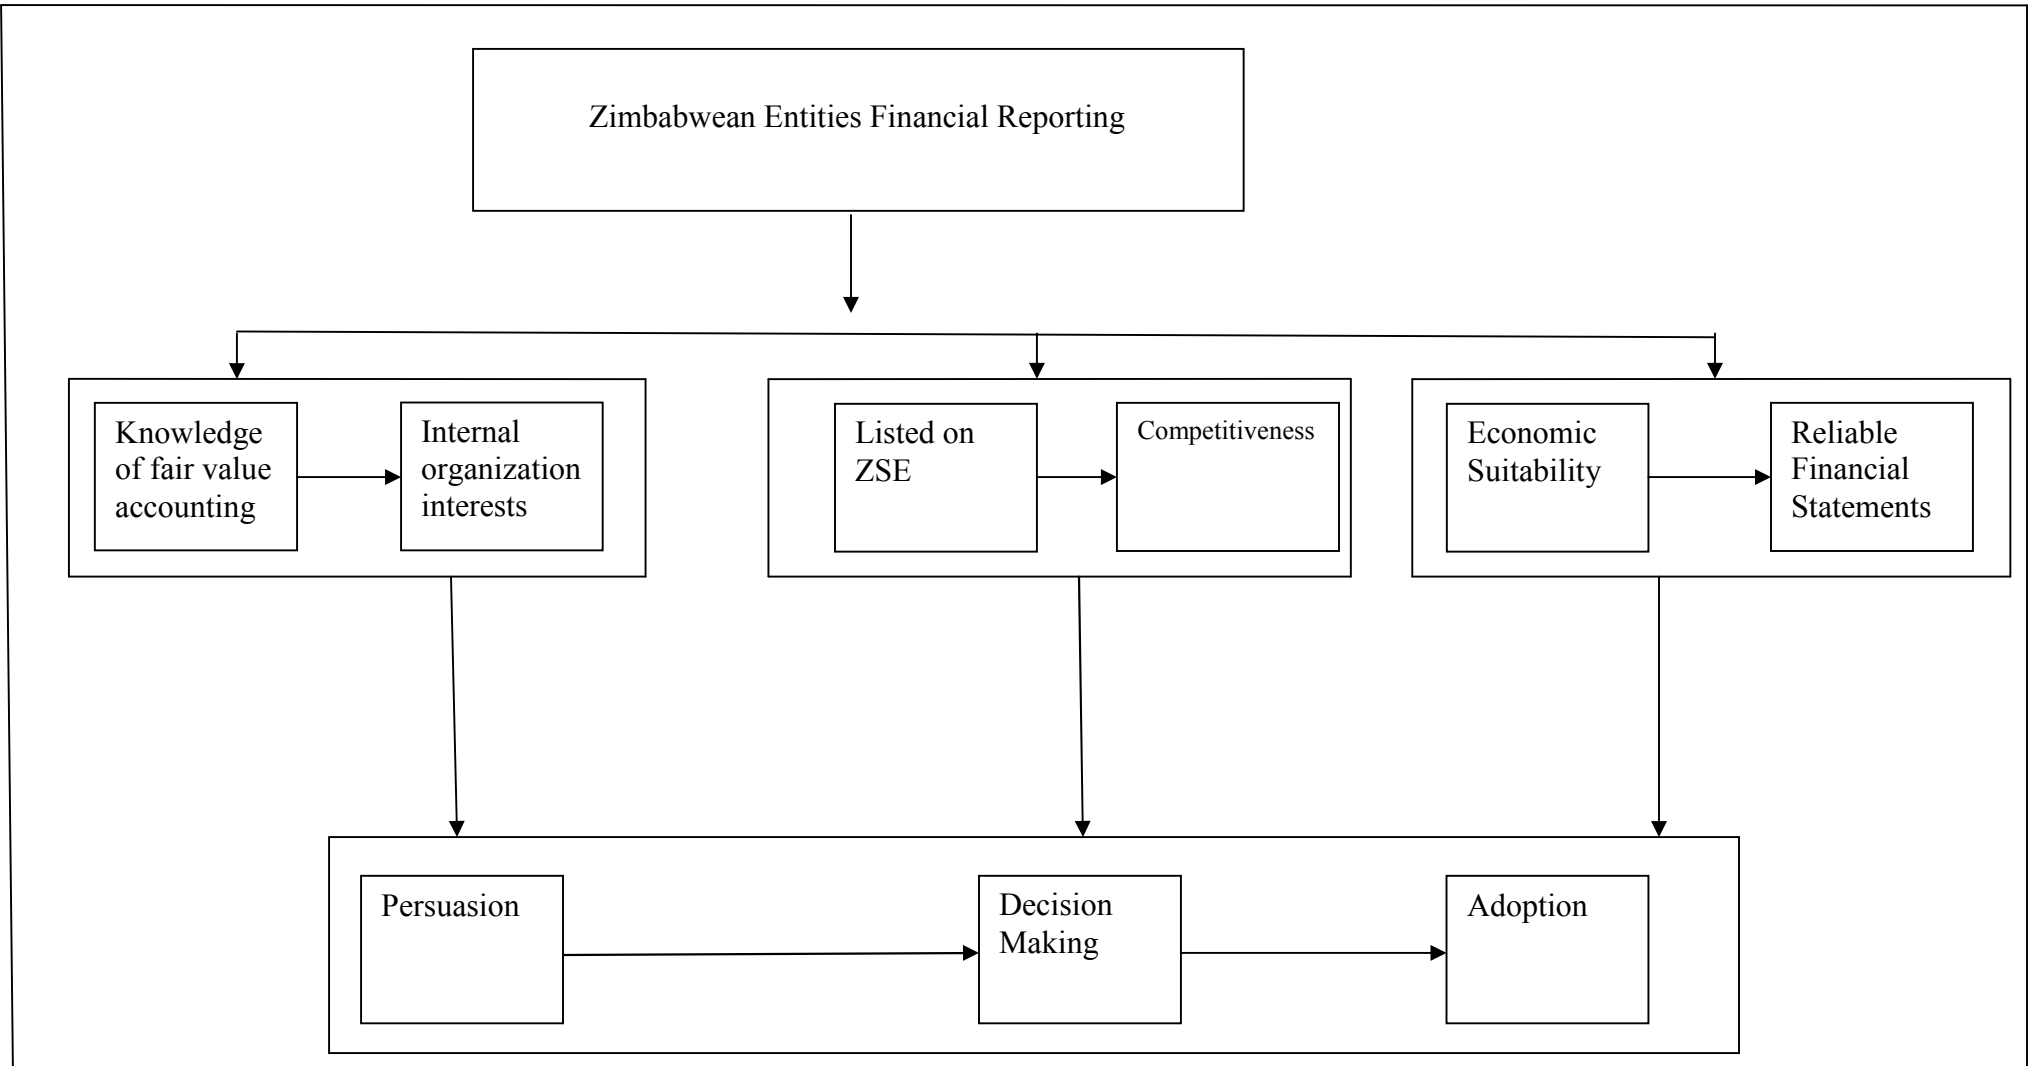 Zimbabwean Entities Financial Reporting
Knowledge
of fair value
accounting
Internal
organization
interests
Listed on
ZSE
Competitiveness
Economic
Suitability
Reliable
Financial
Statements
Persuasion
Decision
Making
Adoption